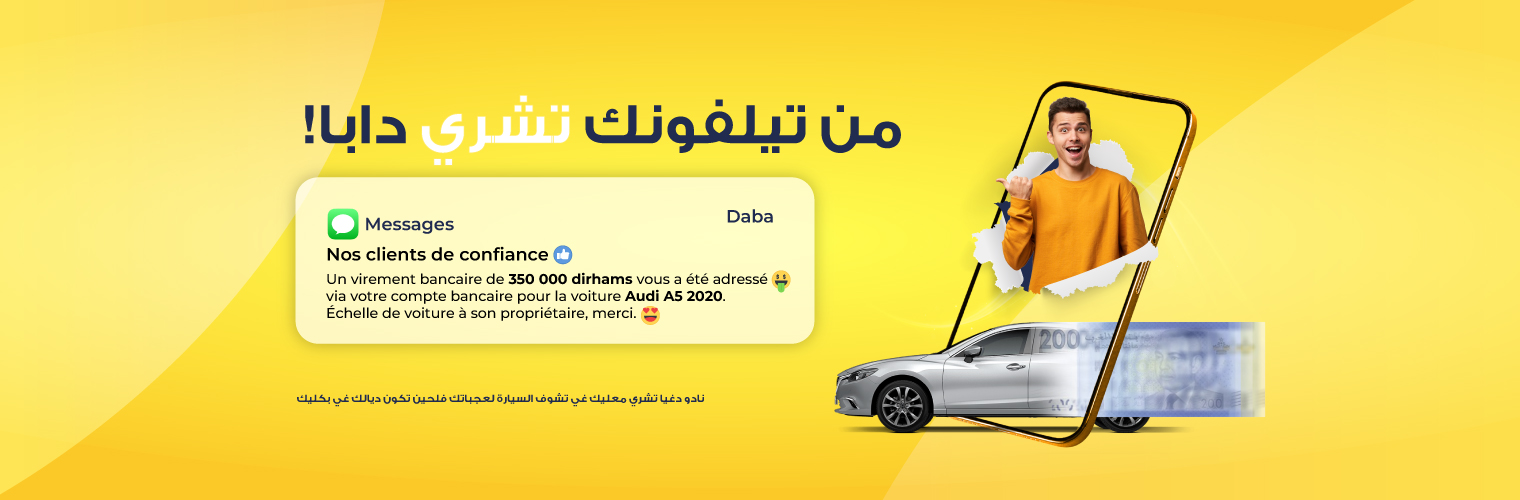 من تيلفونك تشري دابا!
Messages
Daba
Nos clients de confiance 👍
Un virement bancaire de 350 000 dirhams vous a été adressé 🤑
via votre compte bancaire pour la voiture Audi A5 2020.
Échelle de voiture à son propriétaire, merci. 😍
نادو دغيا تشري معليك غي تشوف السيارة لعجباتك فلحين تكون ديالك غي بكليك
200
200